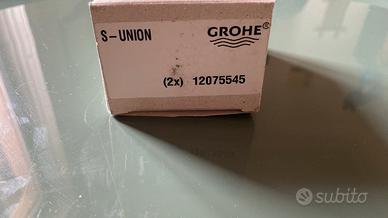 S-UNION GROHE®
(2x) 12075545
subito